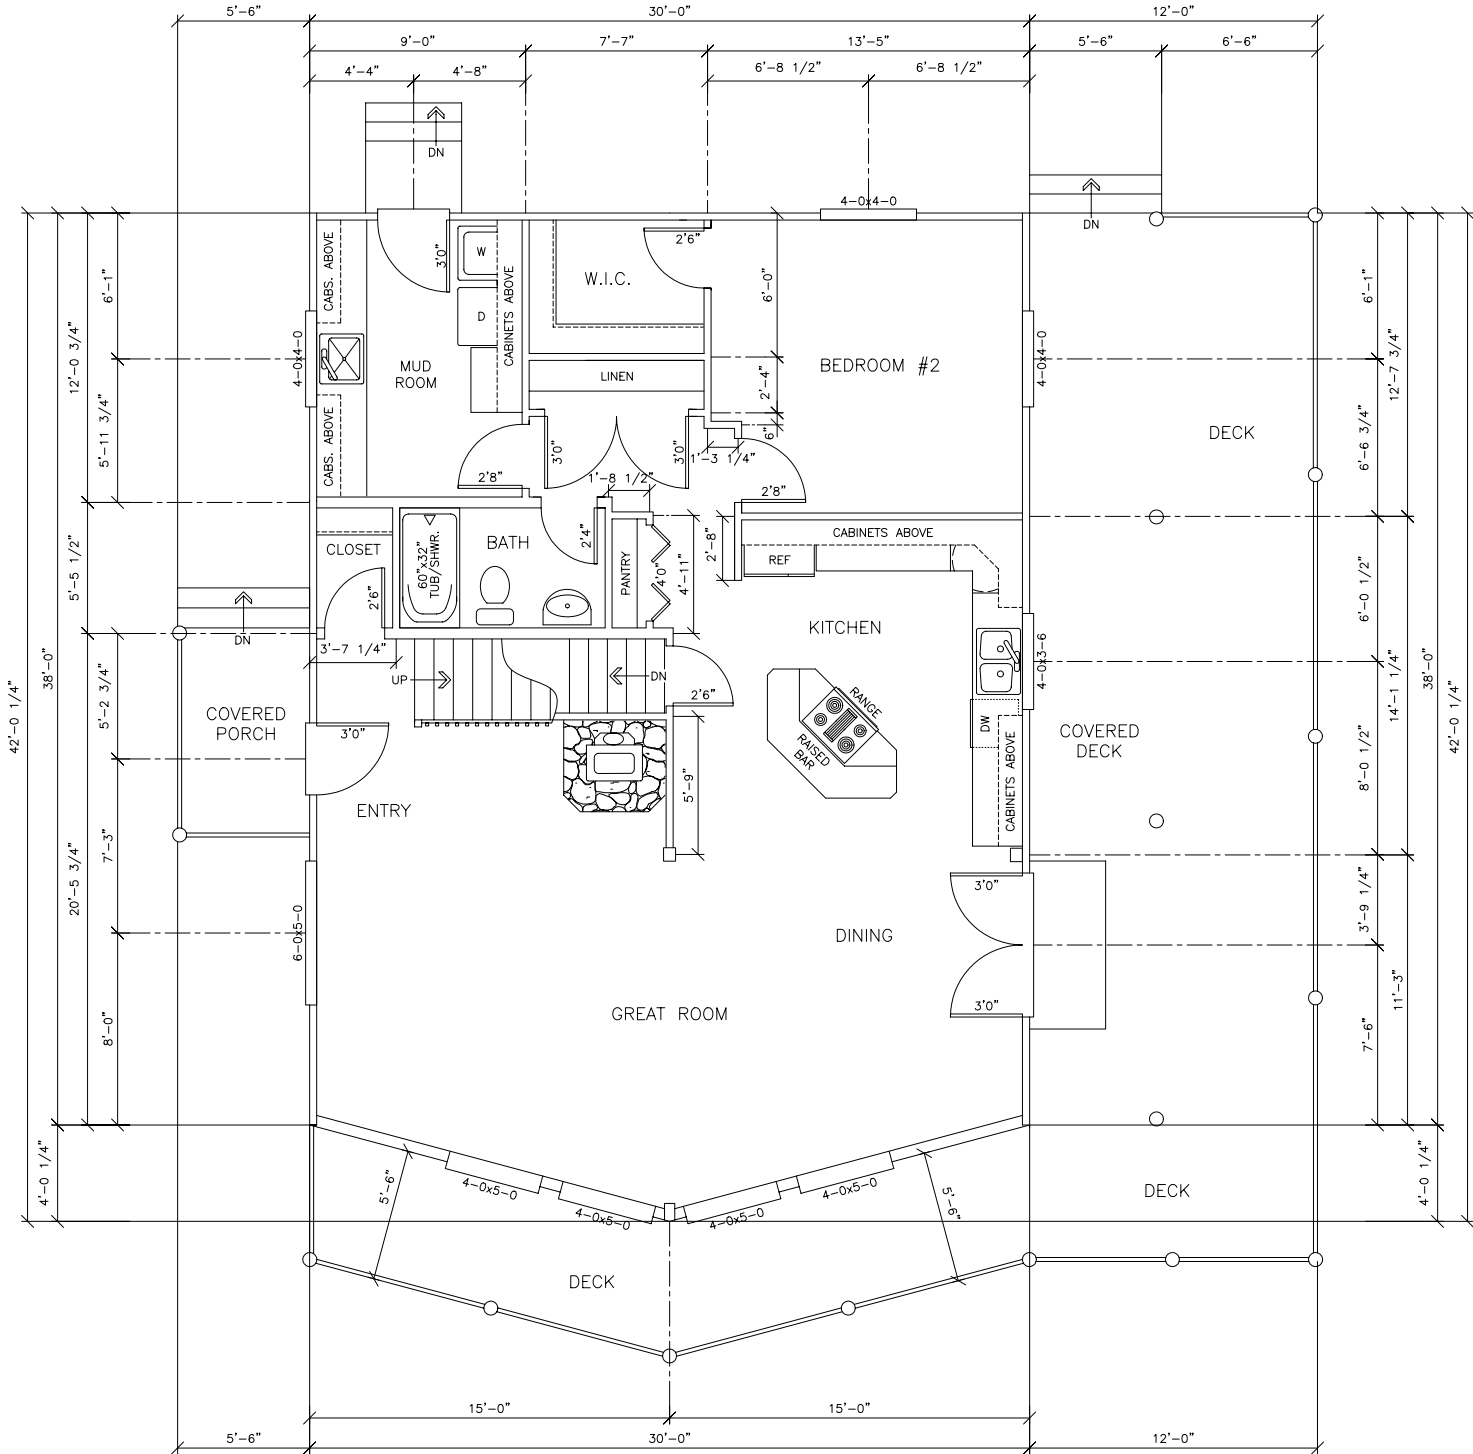 5'-6"
30'-0"
12'-0"
9'-0"
7'-7"
13'-5"
5'-6"
6'-6"
4'-4"
4'-8"
6'-8 1/2"
6'-8 1/2"
DN
4-0x4-0
DN
CABS. ABOVE
3'0"
W
2'6"
W.I.C.
6'-0"
6'-1"
6'-1"
D
CABINETS ABOVE
12'-0 3/4"
4-0x4-0
MUD
ROOM
LINEN
BEDROOM #2
4-0x4-0
12'-7 3/4"
2'-4"
5'-11 3/4"
CABS. ABOVE
6"
DECK
6'-6 3/4"
3'0"
3'0"
1'-3 1/4"
2'8"
1'-8 1/2"
2'8"
5'-5 1/2"
CLOSET
60"x32"
TUB/SHWR.
BATH
2'4"
PANTRY
4'0"
4'-11"
2'-8"
CABINETS ABOVE
REF
6'-0 1/2"
2'6"
KITCHEN
DN
3'-7 1/4"
4-0x3-6
38'-0"
42'-0 1/4"
5'-2 3/4"
UP
DN
2'6"
14'-1 1/4"
38'-0"
42'-0 1/4"
COVERED
PORCH
3'0"
RANGE
RAISED
BAR
DW
COVERED
DECK
5'-9"
CABINETS ABOVE
8'-0 1/2"
ENTRY
7'-3"
20'-5 3/4"
3'0"
3'-9 1/4"
6-0x5-0
DINING
GREAT ROOM
3'0"
11'-3"
8'-0"
7'-6"
4'-0 1/4"
5'-6"
4-0x5-0
4-0x5-0
4-0x5-0
4-0x5-0
5'-6"
DECK
4'-0 1/4"
DECK
15'-0"
15'-0"
5'-6"
30'-0"
12'-0"